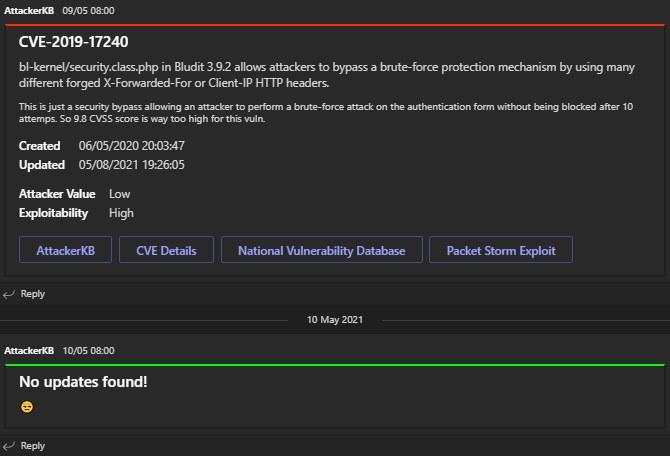 AttackerKB 09/05 08:00
CVE-2019-17240
bl-kernel/security.class.php in Bludit 3.9.2 allows attackers to bypass a brute-force protection mechanism by using many
different forged X-Forwarded-For or Client-IP HTTP headers.
This is just a security bypass allowing an attacker to perform a brute-force attack on the authentication form without being blocked after 10
attemps. So 9.8 CVSS score is way too high for this vuln.
Created 06/05/2020 20:03:47
Updated 05/08/2021 19:26:05
Attacker Value Low
Exploitability High
AttackerKB CVE Details National Vulnerability Database Packet Storm Exploit
Reply
10 May 2021
AttackerKB 10/05 08:00
No updates found!
Reply